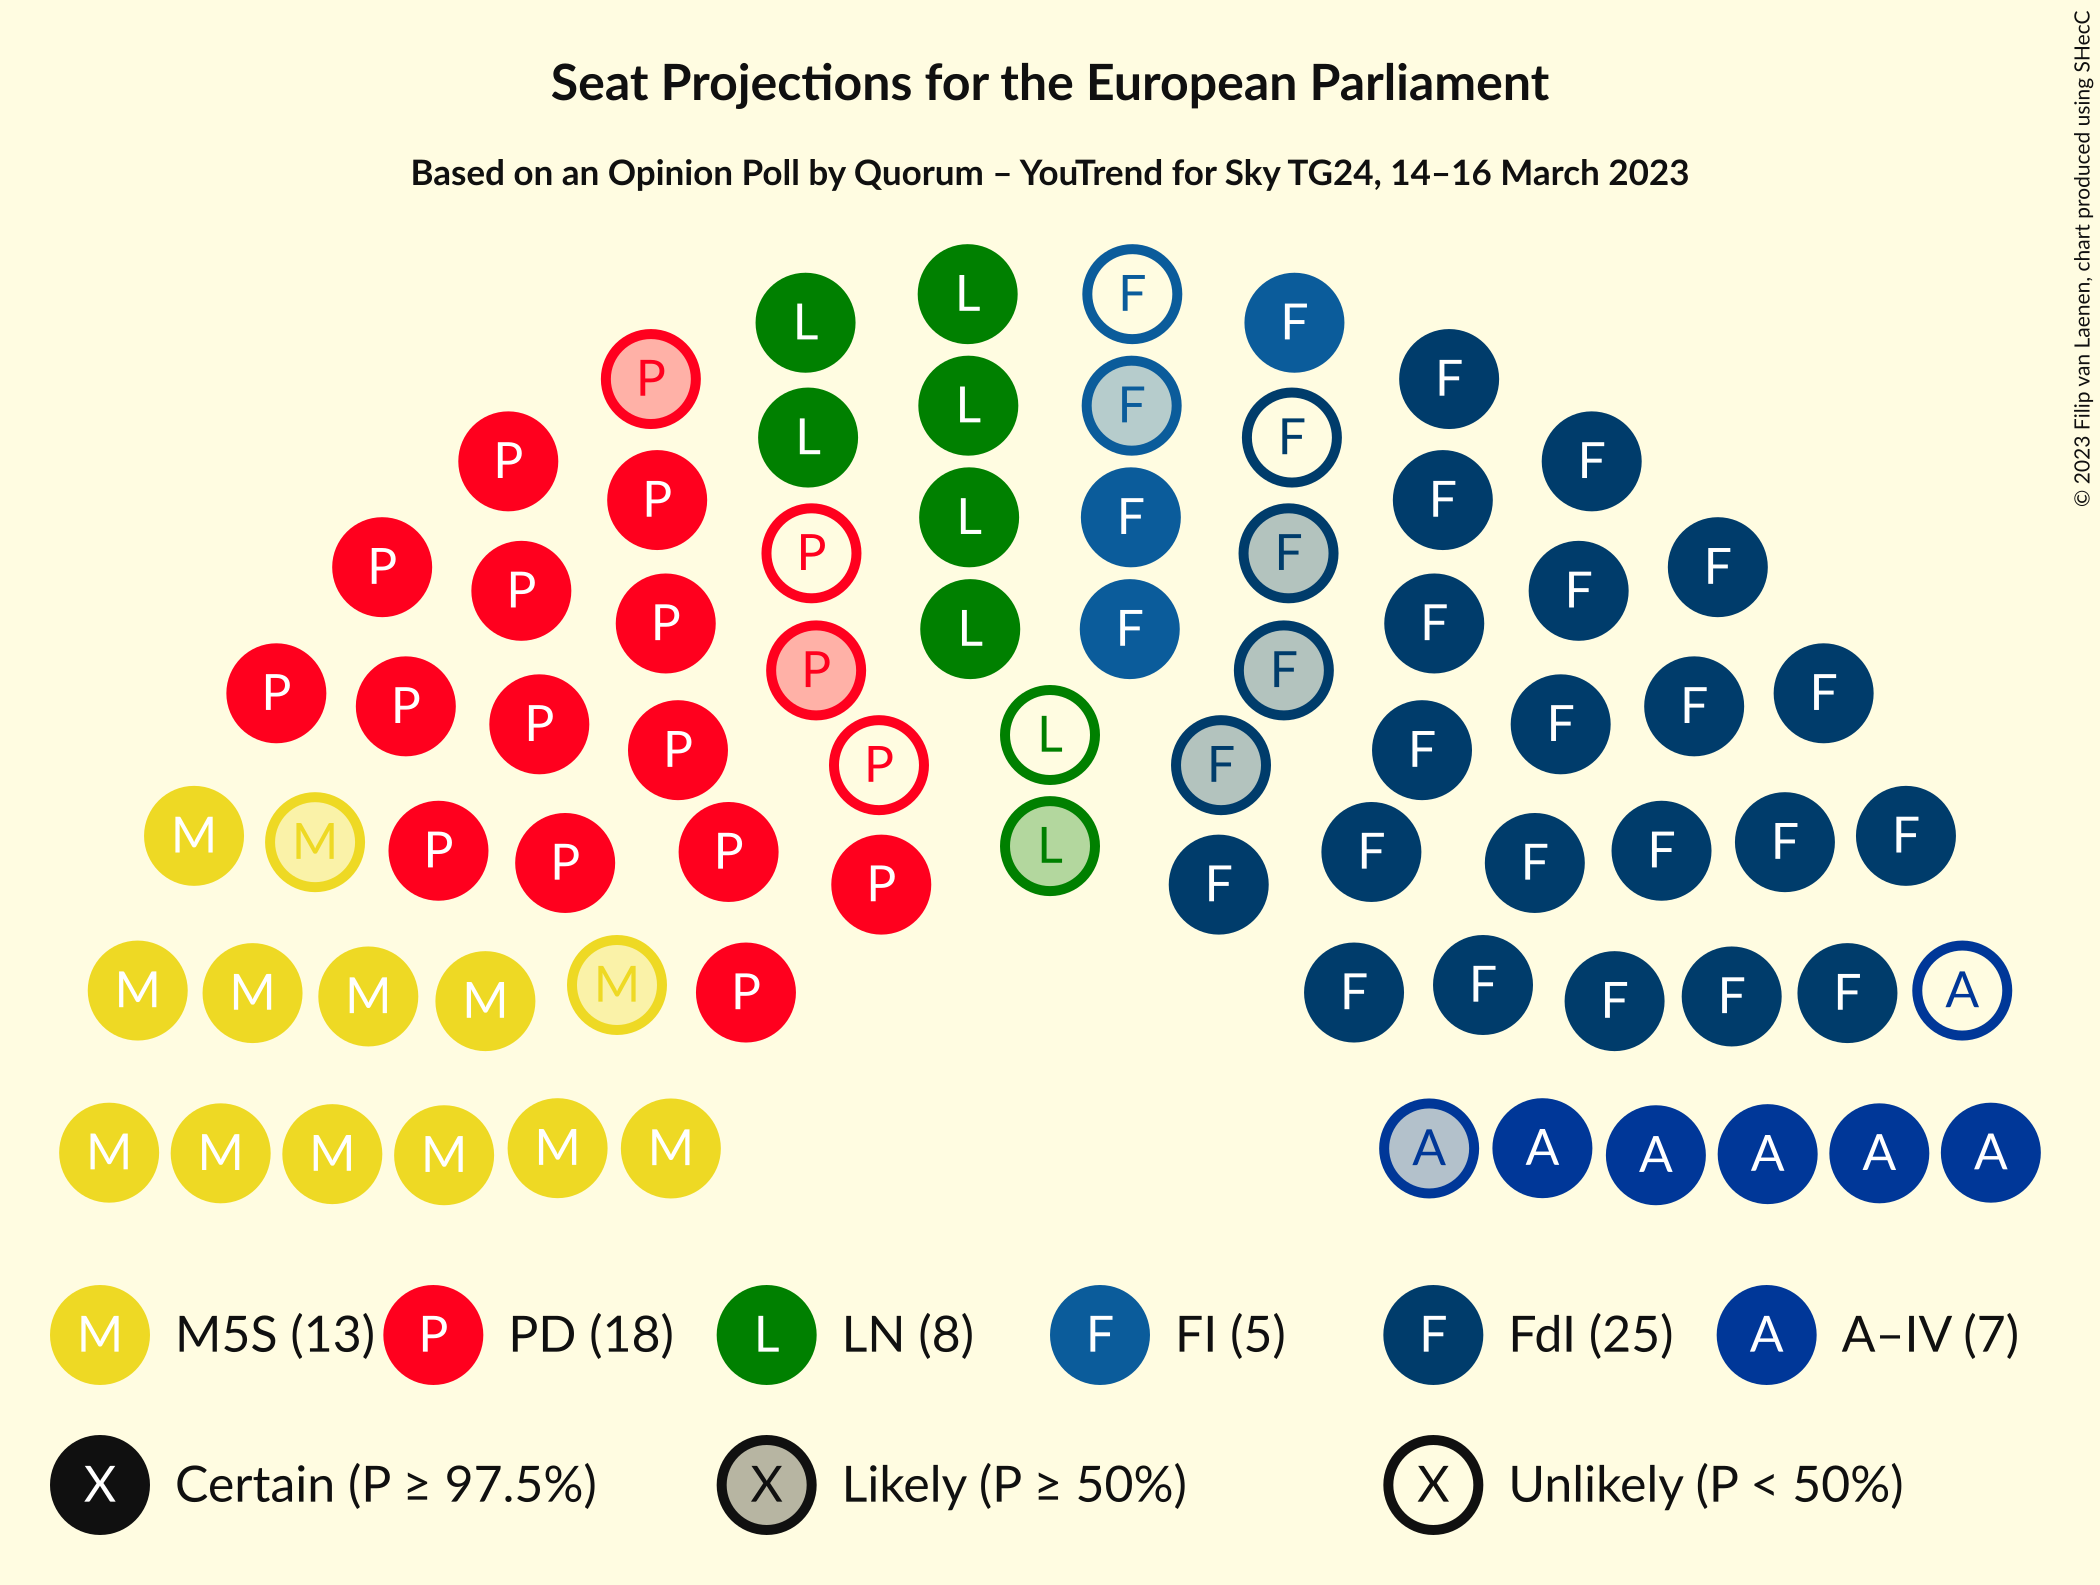 Seat Projections for the European Parliament
Based on an Opinion Poll by Quorum – YouTrend for Sky TG24, 14–16 March 2023
© 2023 Filip van Laenen, chart produced using SHecC
L L F F
P L L F F F
P P L F F
P P P L F F F F
P P P L F F F F
P P P P P L F F F F F
M M P P P P L F F F F F F
M M M M M P F F F F F A
M M M M M M A A A A A A
M M5S (13) P PD (18) L LN (8) F FI (5) F FdI (25) A A–IV (7)
X Certain (P ≥ 97.5%) X Likely (P ≥ 50%) X Unlikely (P < 50%)